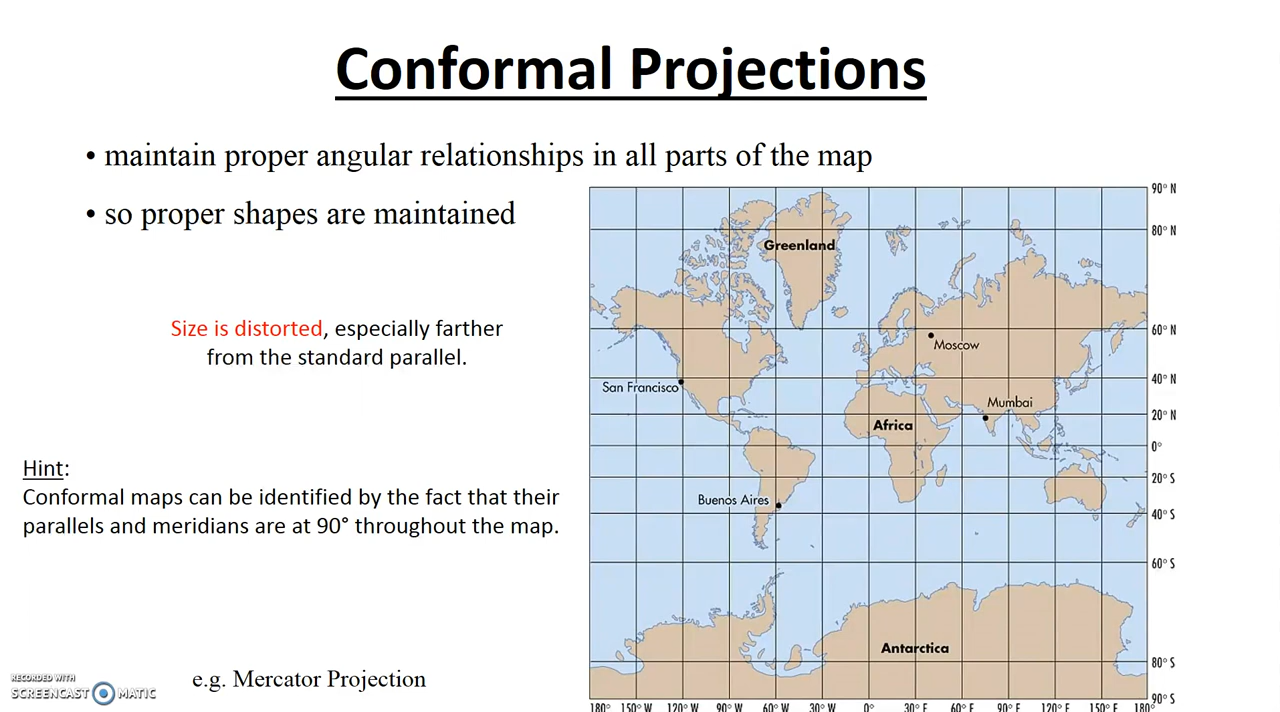 Conformal Projections
• maintain proper angular relationships in all parts of the map
• so proper shapes are maintained
Size is distorted, especially farther
from the standard parallel.
Hint:
Conformal maps can be identified by the fact that their
parallels and meridians are at 90° throughout the map.
e.g. Mercator Projection
RECORDED WITH
SCREENCAST MATIC
90° N
80° N
Greenland
60° N
Moscow
40° N
San Francisco
Mumbai
20° N
Africa
0°
20° S
Buenos Aires
40° S
60° S
Antarctica
80° S
90° S
180° 150° W 120° W 90° W 60° W 30° W 0° 30° E 60° E 90° E 120° E 150° E 180°